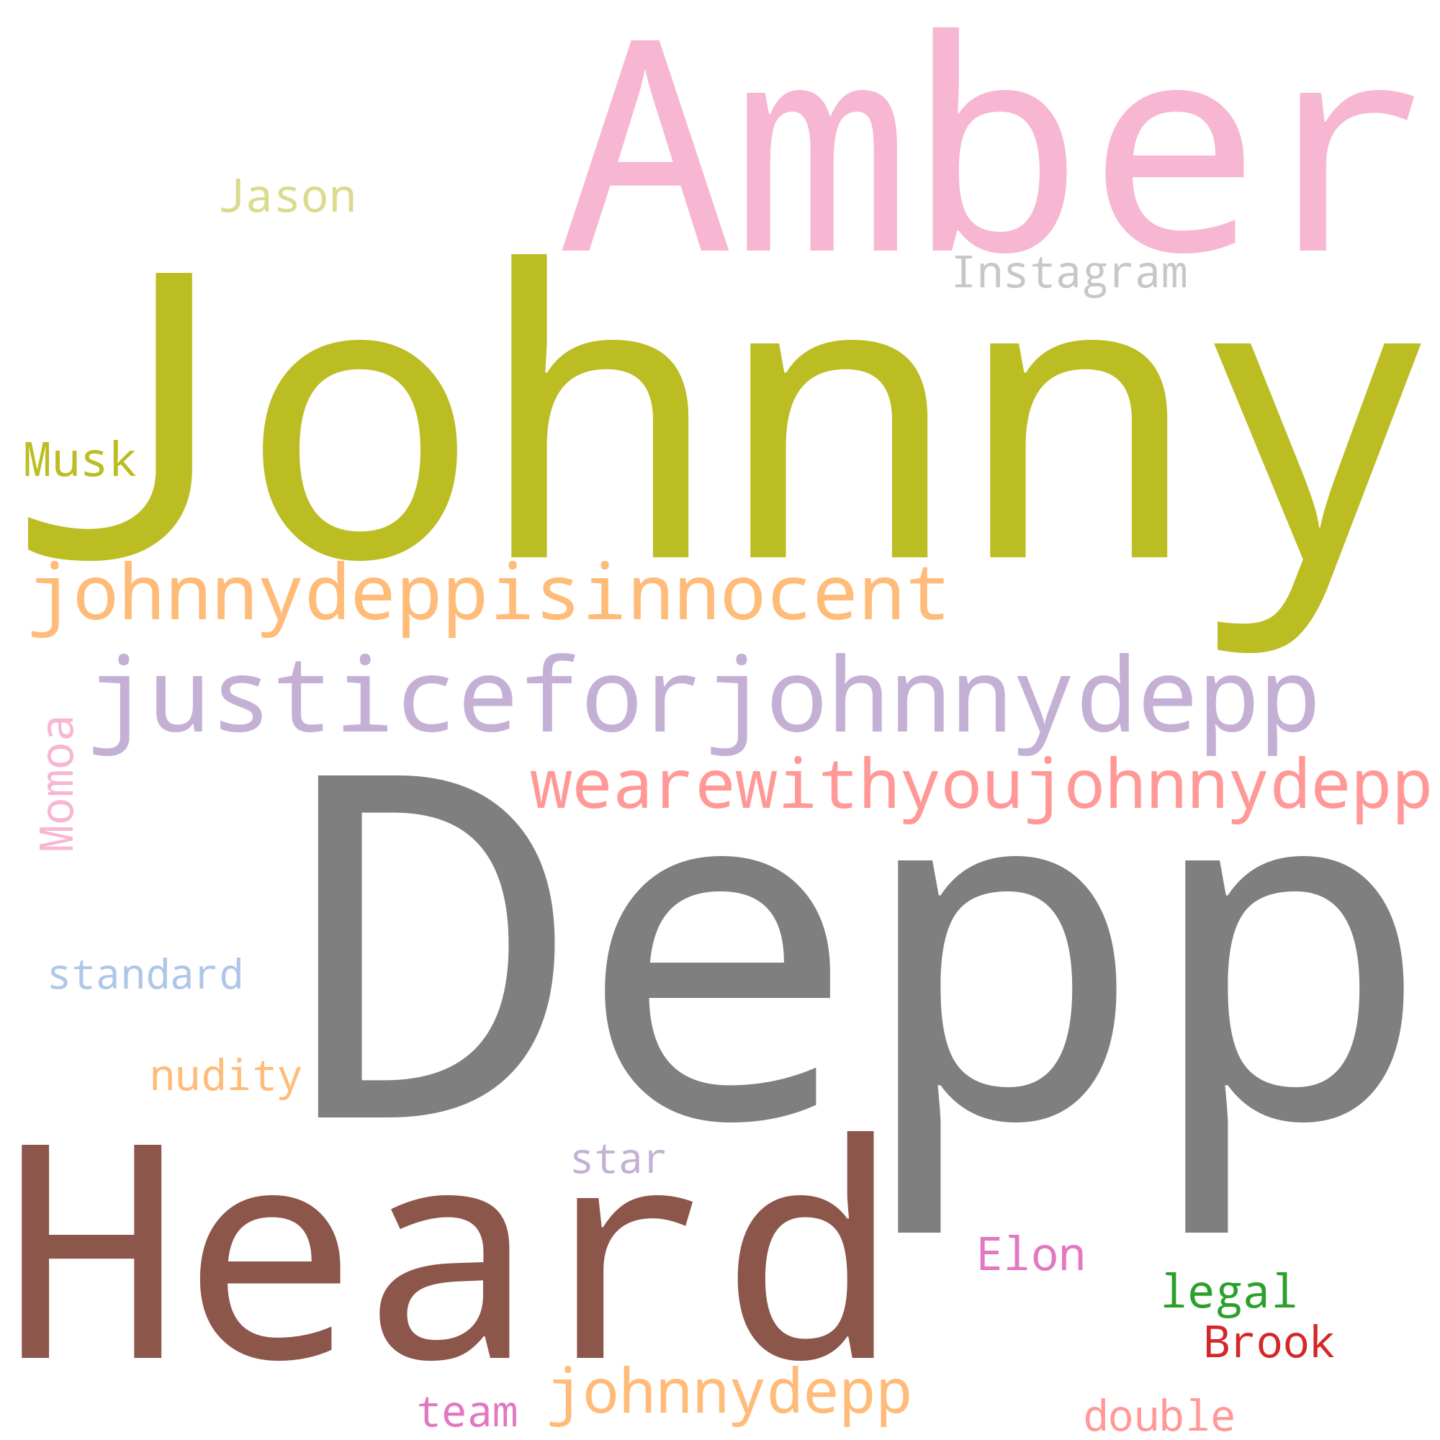 Amber
Jason
Instagram
Johnny
Musk
johnnydeppisinnocent
justiceforjohnnydepp
Momoa
wearewithyoujohnnydepp
Depp
standard
nudity
Heard
star
Elon
legal
Brook
johnnydepp
team
double